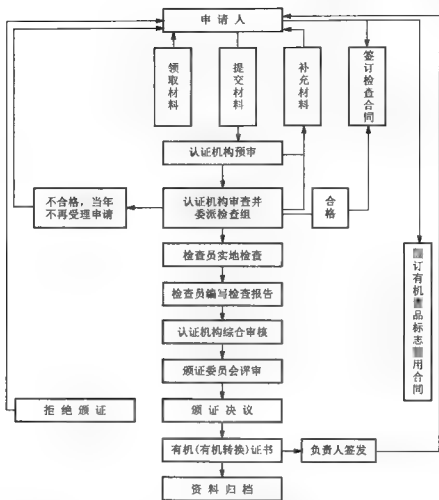 申请人
领取材料
提交材料
补充材料
签订检查合同
认证机构预审
不合格，当年
不再受理申请
认证机构审查并
委派检查组
合格
检查员实地检查
检查员编写检查报告
订有机 品标志 用合同
认证机构综合审核
颁证委员会评审
拒绝颁证
颁证决议
有机(有机转换)证书
负责人签发
资料归档